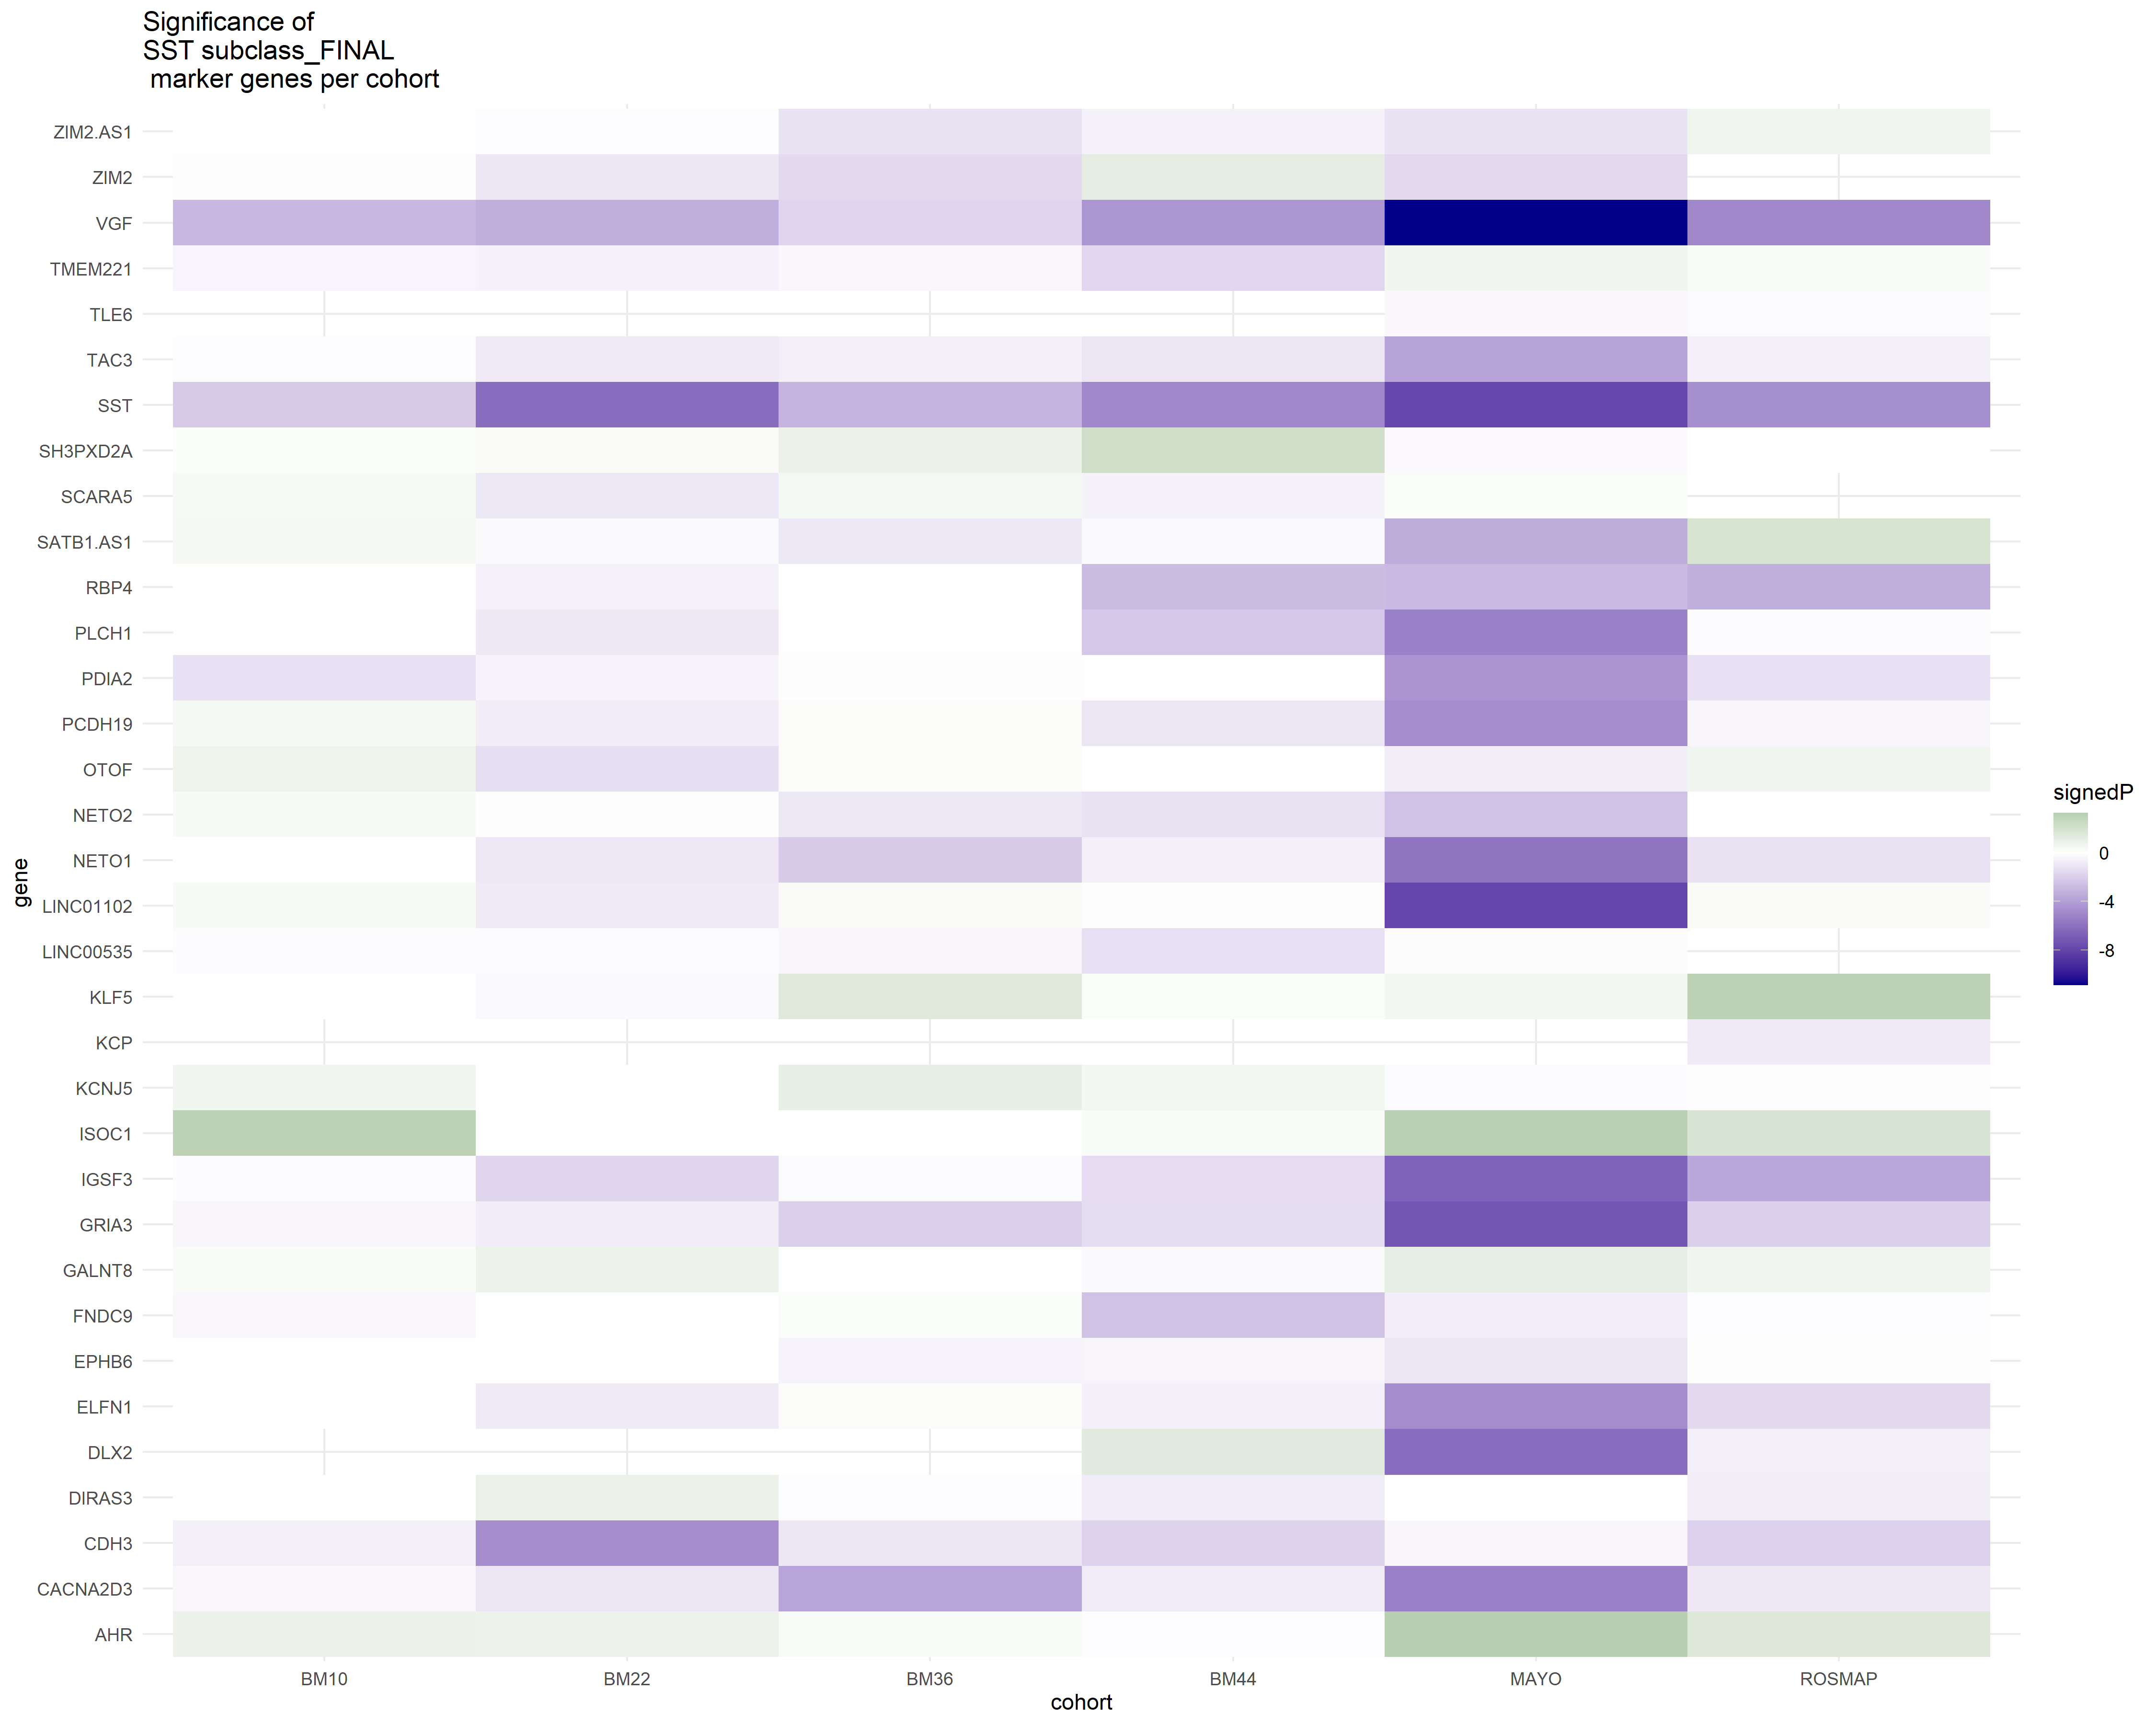 Significance of
SST subclass_FINAL
marker genes per cohort
ZIM2.AS1
ZIM2
VGF
TMEM221
TLE6
TAC3
SST
SH3PXD2A
SCARA5
SATB1.AS1
RBP4
PLCH1
PDIA2
PCDH19
OTOF
NETO2
NETO1
LINC01102
LINC00535
KLF5
KCP
KCNJ5
ISOC1
IGSF3
GRIA3
GALNT8
FNDC9
EPHB6
ELFN1
DLX2
DIRAS3
CDH3
CACNA2D3
AHR
gene
BM10 BM22 BM36 BM44 MAYO ROSMAP
cohort
signedP
0
-4
-8